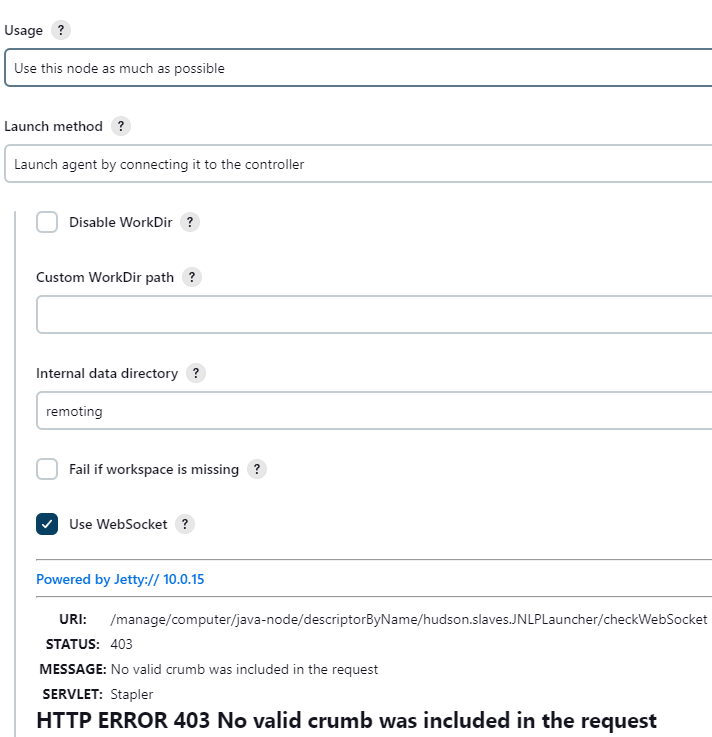 Usage ?
Use this node as much as possible
Launch method ?
Launch agent by connecting it to the controller
Disable WorkDir ?
Custom WorkDir path ?
Internal data directory ?
remoting
Fail if workspace is missing ?
Use WebSocket ?
Powered by Jetty:// 10.0.15
URI: /manage/computer/java-node/descriptorByName/hudson.slaves.JNLPLauncher/checkWebSocket
STATUS: 403
MESSAGE: No valid crumb was included in the request
SERVLET: Stapler
HTTP ERROR 403 No valid crumb was included in the request